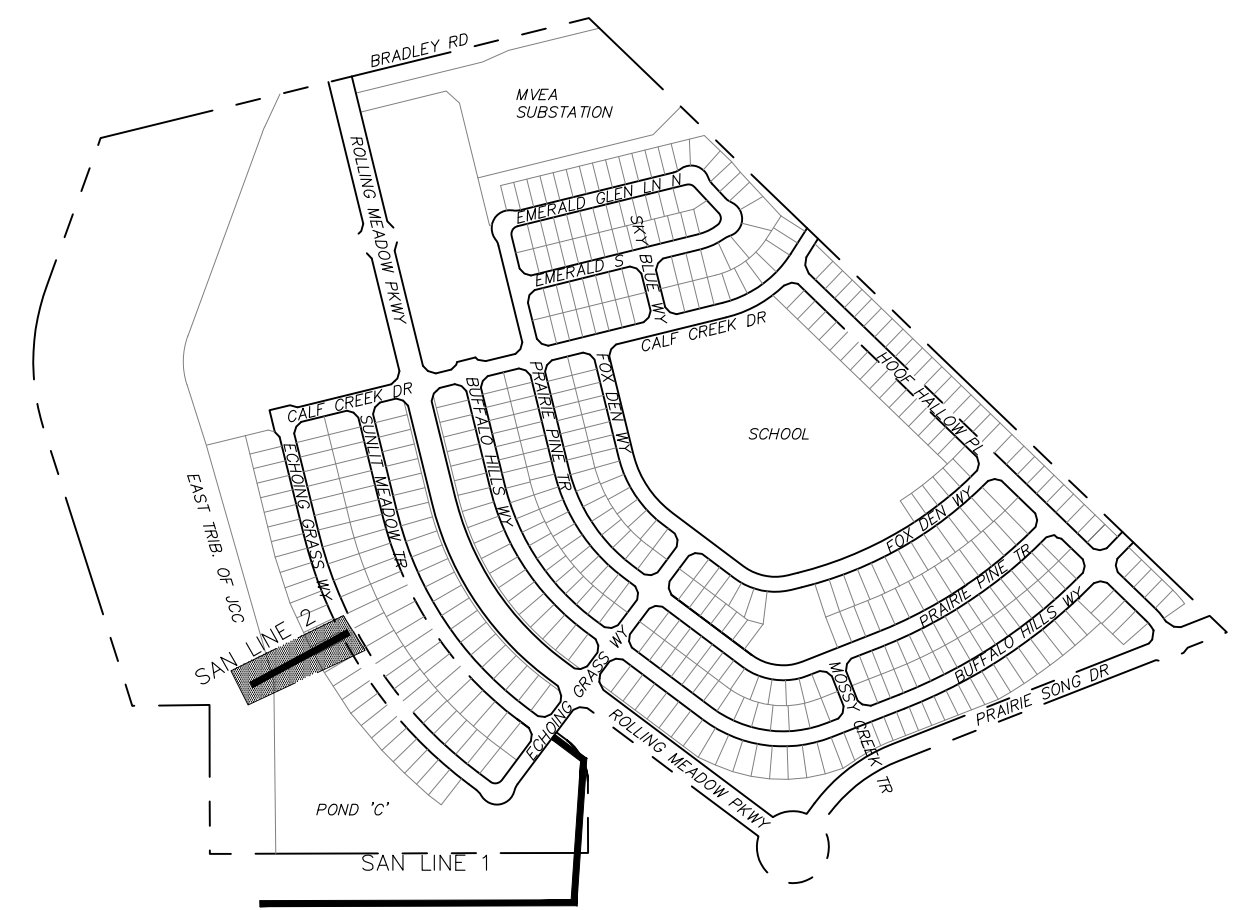 BRADLEY RD
MVEA
SUBSTATION
ROLLING MEADOW PKWY
EMERALD GLEN LN N
SKY BLUE WY
EMERALD S
CALF CREEK DR
HOOF HALLOW PL
CALF CREEK DR
BUFFALO HILLS WY
PRAIRIE PINE TR
FOX DEN WY
SCHOOL
SUNLIT MEADOW TR
ECHOING GRASS WY
EAST TRIB. OF JCC
FOX DEN WY
PRAIRIE PINE TR
BUFFALO HILLS WY
SAN LINE 2
ECHOING GRASS WY
MOSSY CREEK TR
PRAIRIE SONG DR
ROLLING MEADOW PKWY
POND 'C'
SAN LINE 1